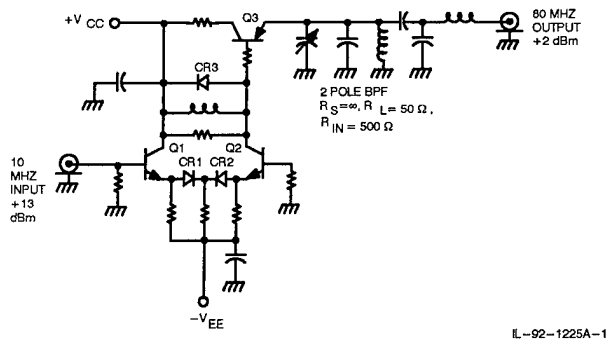 +V CC
Q3
60 MHZ
OUTPUT
+2 dBm
CR3
2 POLE BPF
R S =∞, R L = 50 Ω ,
R IN = 500 Ω
Q1
Q2
10
MHZ
INPUT
+13
dBm
CR1
CR2
−V EE
IL-92-1225A-1